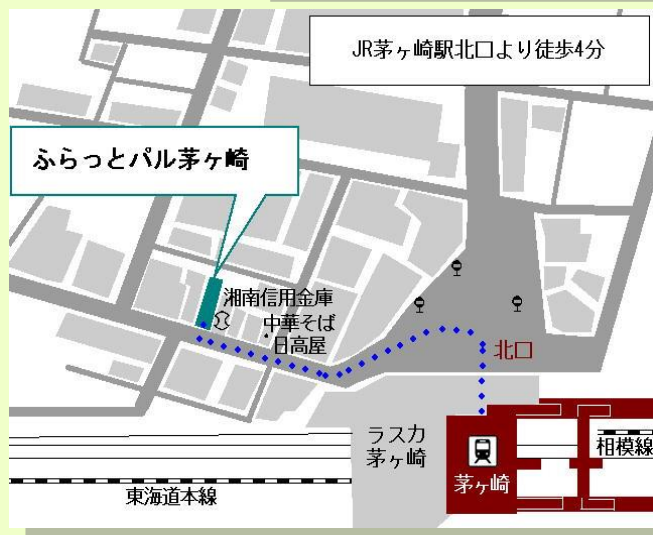 JR茅ヶ崎駅北口より徒歩4分
ふらっとパル茅ヶ崎
湘南信用金庫
中華そば
日高屋
北口
ラスカ
茅ヶ崎
茅ヶ崎
相模線
東海道本線